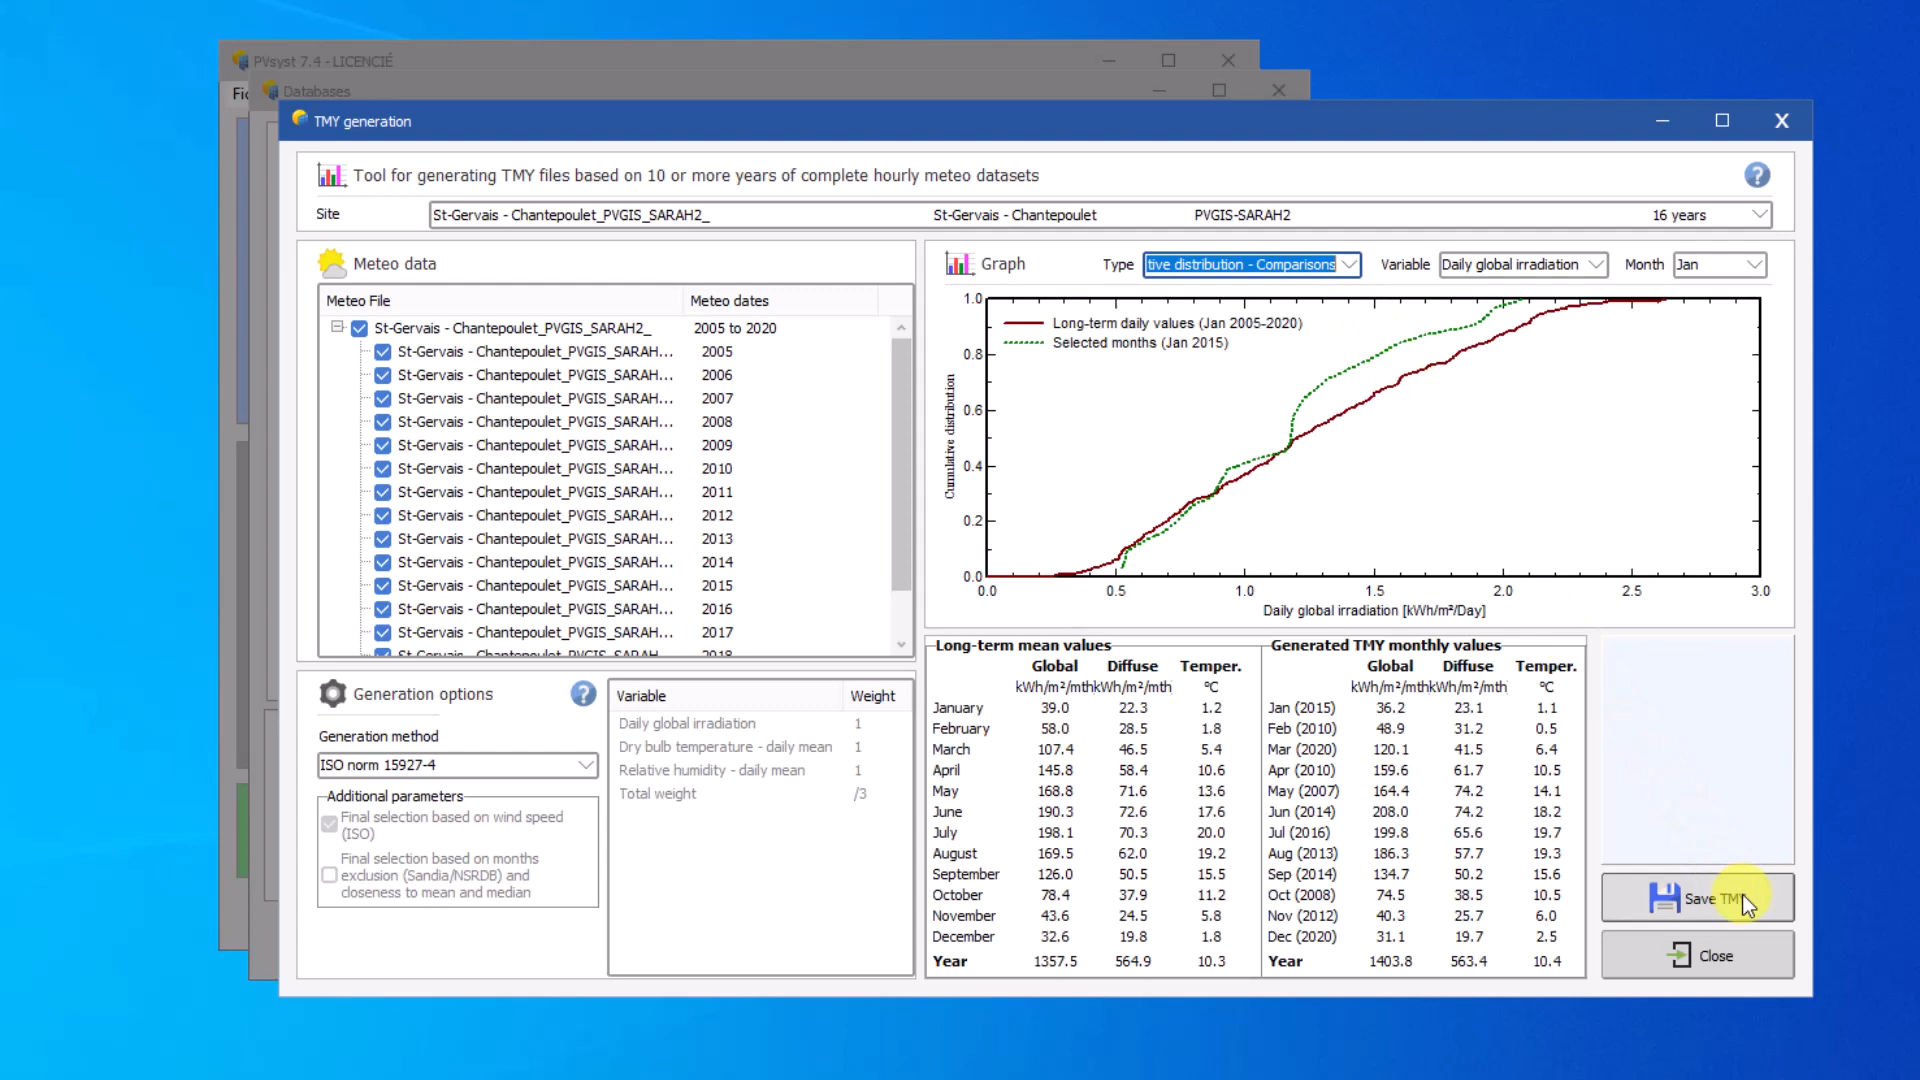 PVsyst 7.4 - LICENCIÉ
Databases
TMY generation
Tool for generating TMY files based on 10 or more years of complete hourly meteo datasets
Site St-Gervais - Chantepoulet_PVGIS_SARAH2_ St-Gervais - Chantepoulet PVGIS-SARAH2 16 years
Meteo data
Meteo File Meteo dates
St-Gervais - Chantepoulet_PVGIS_SARAH2_ 2005 to 2020
St-Gervais - Chantepoulet_PVGIS_SARAH... 2005
St-Gervais - Chantepoulet_PVGIS_SARAH... 2006
St-Gervais - Chantepoulet_PVGIS_SARAH... 2007
St-Gervais - Chantepoulet_PVGIS_SARAH... 2008
St-Gervais - Chantepoulet_PVGIS_SARAH... 2009
St-Gervais - Chantepoulet_PVGIS_SARAH... 2010
St-Gervais - Chantepoulet_PVGIS_SARAH... 2011
St-Gervais - Chantepoulet_PVGIS_SARAH... 2012
St-Gervais - Chantepoulet_PVGIS_SARAH... 2013
St-Gervais - Chantepoulet_PVGIS_SARAH... 2014
St-Gervais - Chantepoulet_PVGIS_SARAH... 2015
St-Gervais - Chantepoulet_PVGIS_SARAH... 2016
St-Gervais - Chantepoulet_PVGIS_SARAH... 2017
Graph Type tive distribution - Comparisons Variable Daily global irradiation Month Jan
Long-term daily values (Jan 2005-2020)
Selected months (Jan 2015)
Cumulative distribution
1.0
0.8
0.6
0.4
0.2
0.0
0.0 0.5 1.0 1.5 2.0 2.5 3.0
Daily global irradiation [kWh/m²/Day]
Generation options
Generation method
ISO norm 15927-4
Additional parameters
Final selection based on wind speed
(ISO)
Final selection based on months
exclusion (Sandia/NSRDB) and
closeness to mean and median
Variable Weight
Daily global irradiation 1
Dry bulb temperature - daily mean 1
Relative humidity - daily mean 1
Total weight /3
Long-term mean values
Global Diffuse Temper.
kWh/m²/mth kWh/m²/mth °C
January 39.0 22.3 1.2
February 58.0 28.5 1.8
March 107.4 46.5 5.4
April 145.8 58.4 10.6
May 168.8 71.6 13.6
June 190.3 72.6 17.6
July 198.1 70.3 20.0
August 169.5 62.0 19.2
September 126.0 50.5 15.5
October 78.4 37.9 11.2
November 43.6 24.5 5.8
December 32.6 19.8 1.8
Year 1357.5 564.9 10.3
Generated TMY monthly values
Global Diffuse Temper.
kWh/m²/mth kWh/m²/mth °C
Jan (2015) 36.2 23.1 1.1
Feb (2010) 48.9 31.2 0.5
Mar (2020) 120.1 41.5 6.4
Apr (2010) 159.6 61.7 10.5
May (2007) 164.4 74.2 14.1
Jun (2014) 208.0 74.2 18.2
Jul (2016) 199.8 65.6 19.7
Aug (2013) 186.3 57.7 19.3
Sep (2014) 134.7 50.2 15.6
Oct (2008) 74.5 38.5 10.5
Nov (2012) 40.3 25.7 6.0
Dec (2020) 31.1 19.7 2.5
Year 1403.8 563.4 10.4
Save TMY
Close